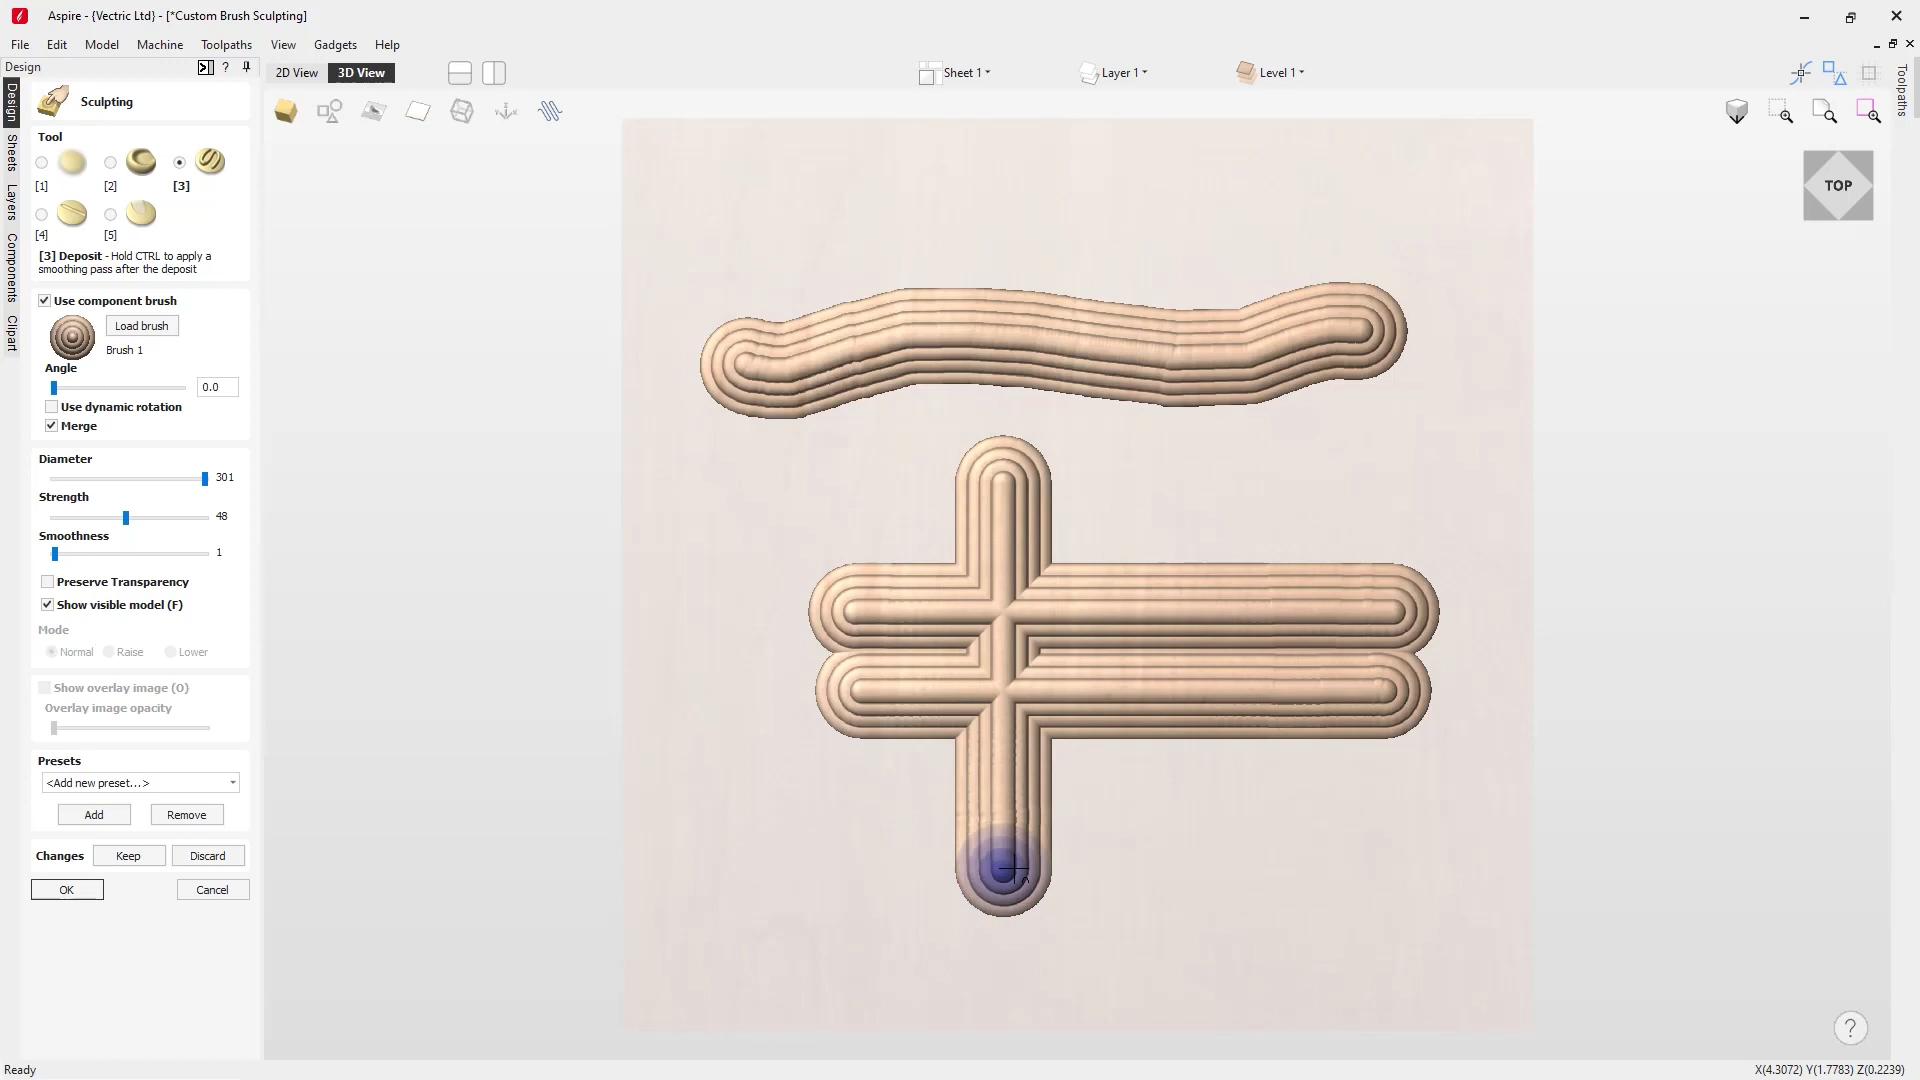 Aspire - {Vectric Ltd} - [*Custom Brush Sculpting]
File Edit Model Machine Toolpaths View Gadgets Help
Design ?
2D View 3D View Sheet 1 Layer 1 Level 1
Design
Sheets
Layers
Components
Clipart
Toolpaths
Sculpting
Tool
[1] [2] [3]
[4] [5]
[3] Deposit - Hold CTRL to apply a
smoothing pass after the deposit
Use component brush
Load brush
Brush 1
Angle
0.0
Use dynamic rotation
Merge
Diameter
301
Strength
48
Smoothness
1
Preserve Transparency
Show visible model (F)
Mode
Normal Raise Lower
Show overlay image (O)
Overlay image opacity
Presets
<Add new preset...>
Add Remove
Changes Keep Discard
OK Cancel
TOP
?
Ready
X(4.3072) Y(1.7783) Z(0.2239)